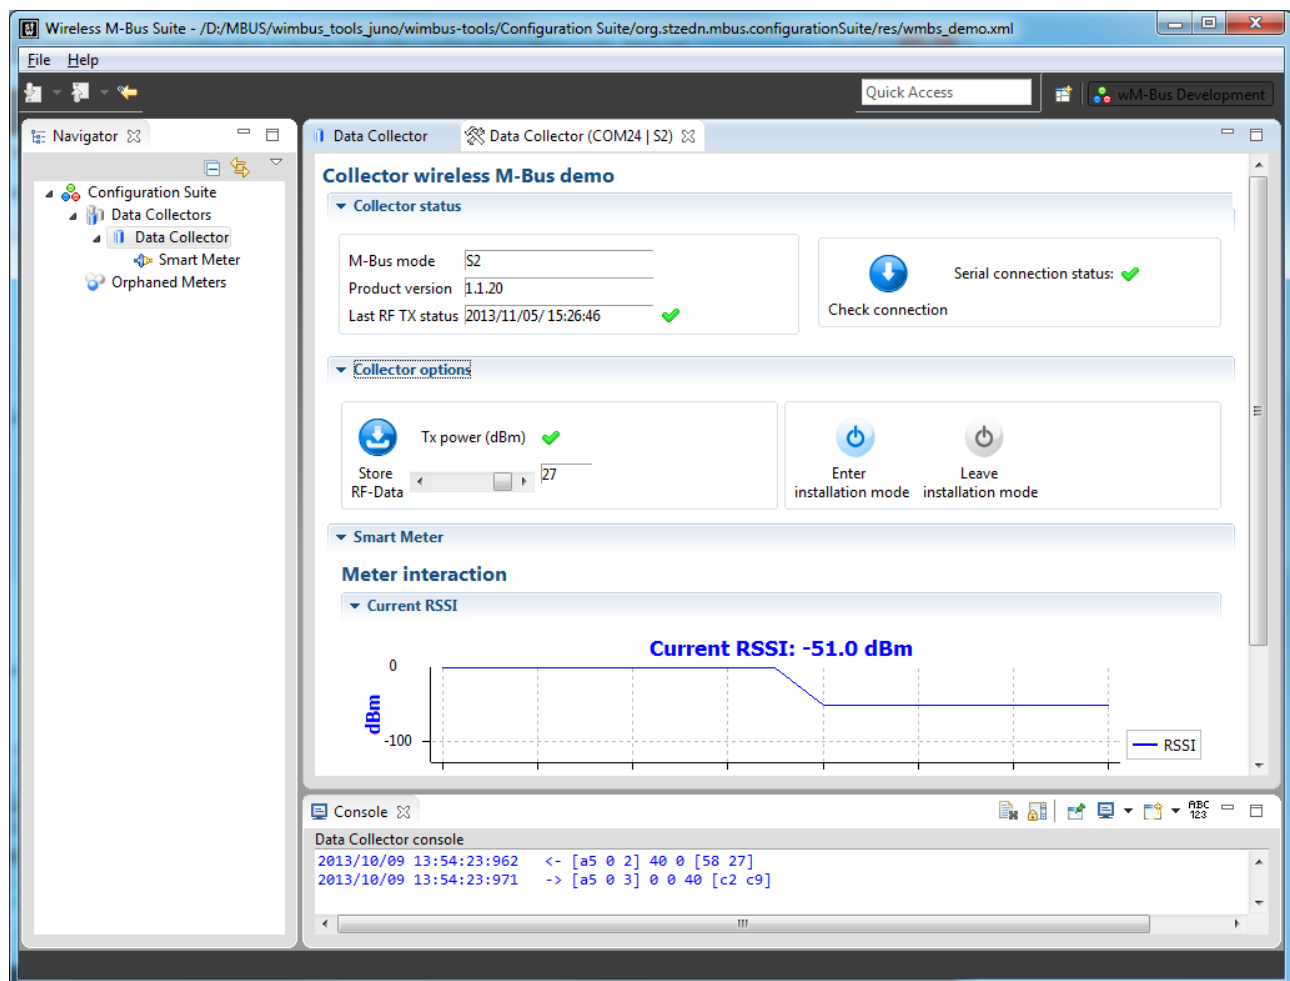 Wireless M-Bus Suite - /D:/MBUS/wimbus_tools_juno/wimbus-tools/Configuration Suite/org.stzedn.mbus.configurationSuite/res/wmbs_demo.xml
File Help
Quick Access
wM-Bus Development
Navigator
Configuration Suite
Data Collectors
Data Collector
Smart Meter
Orphaned Meters
Data Collector
Data Collector (COM24 | S2)
Collector wireless M-Bus demo
Collector status
M-Bus mode S2
Product version 1.1.20
Last RF TX status 2013/11/05/ 15:26:46
Serial connection status:
Check connection
Collector options
Tx power (dBm)
Store
RF-Data
27
Enter
installation mode
Leave
installation mode
Smart Meter
Meter interaction
Current RSSI
Current RSSI: -51.0 dBm
0
dBm
-100
RSSI
Console
ABC
123
Data Collector console
2013/10/09 13:54:23:962 <- [a5 0 2] 40 0 [58 27]
2013/10/09 13:54:23:971 -> [a5 0 3] 0 0 40 [c2 c9]